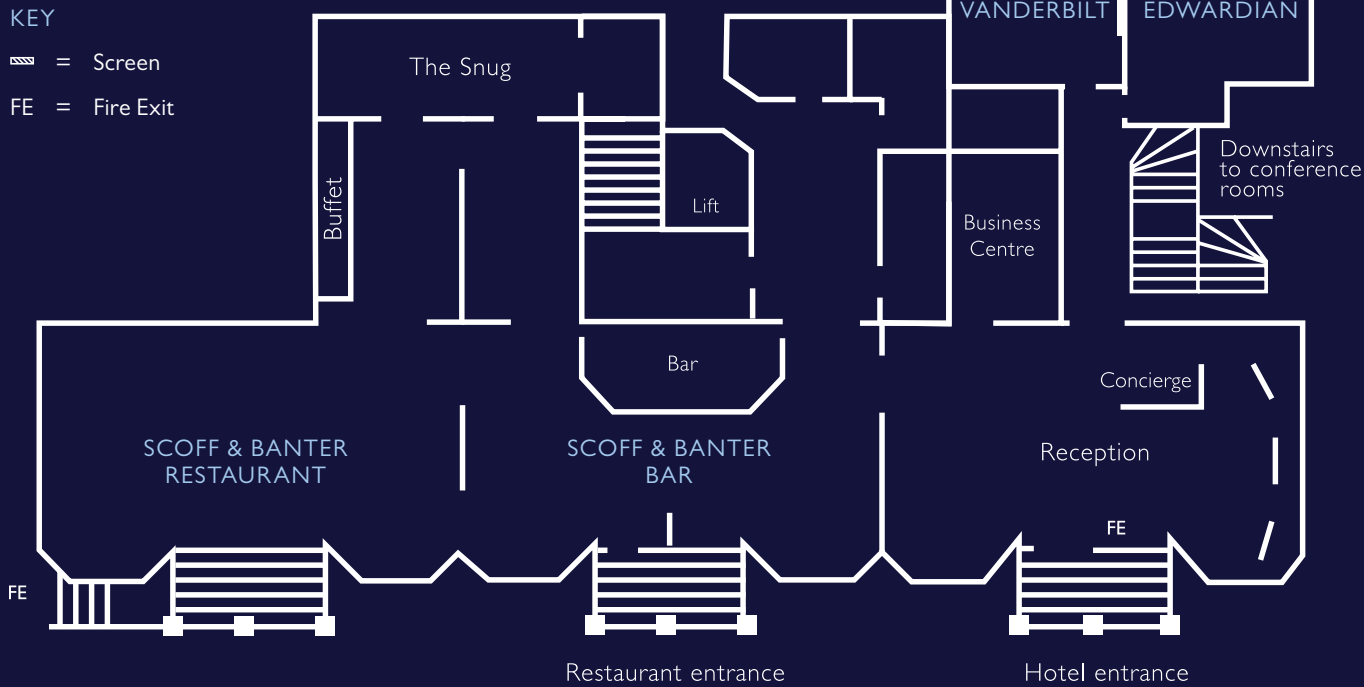 KEY
= Screen
FE = Fire Exit
VANDERBILT
EDWARDIAN
The Snug
Buffet
Lift
Business
Centre
Downstairs
to conference
rooms
Bar
Concierge
SCOFF & BANTER
RESTAURANT
SCOFF & BANTER
BAR
Reception
FE
FE
Restaurant entrance
Hotel entrance